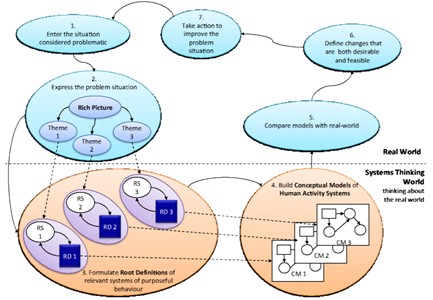 1.
Enter the situation
considered problematic
7.
Take action to
improve the
problem
situation
6.
Define changes that
are both desirable
and feasible
2.
Express the problem situation
Rich Picture
Theme
1
Theme
2
Theme
3
5.
Compare models with real-world
Real World
Systems Thinking
World
thinking about
the real world
RS
1
RD 1
RS
2
RD 2
RS
3
RD 3
3. Formulate Root Definitions of
relevant systems of purposeful
behaviour
4. Build Conceptual Models of
Human Activity Systems
CM 1
CM 2
CM 3